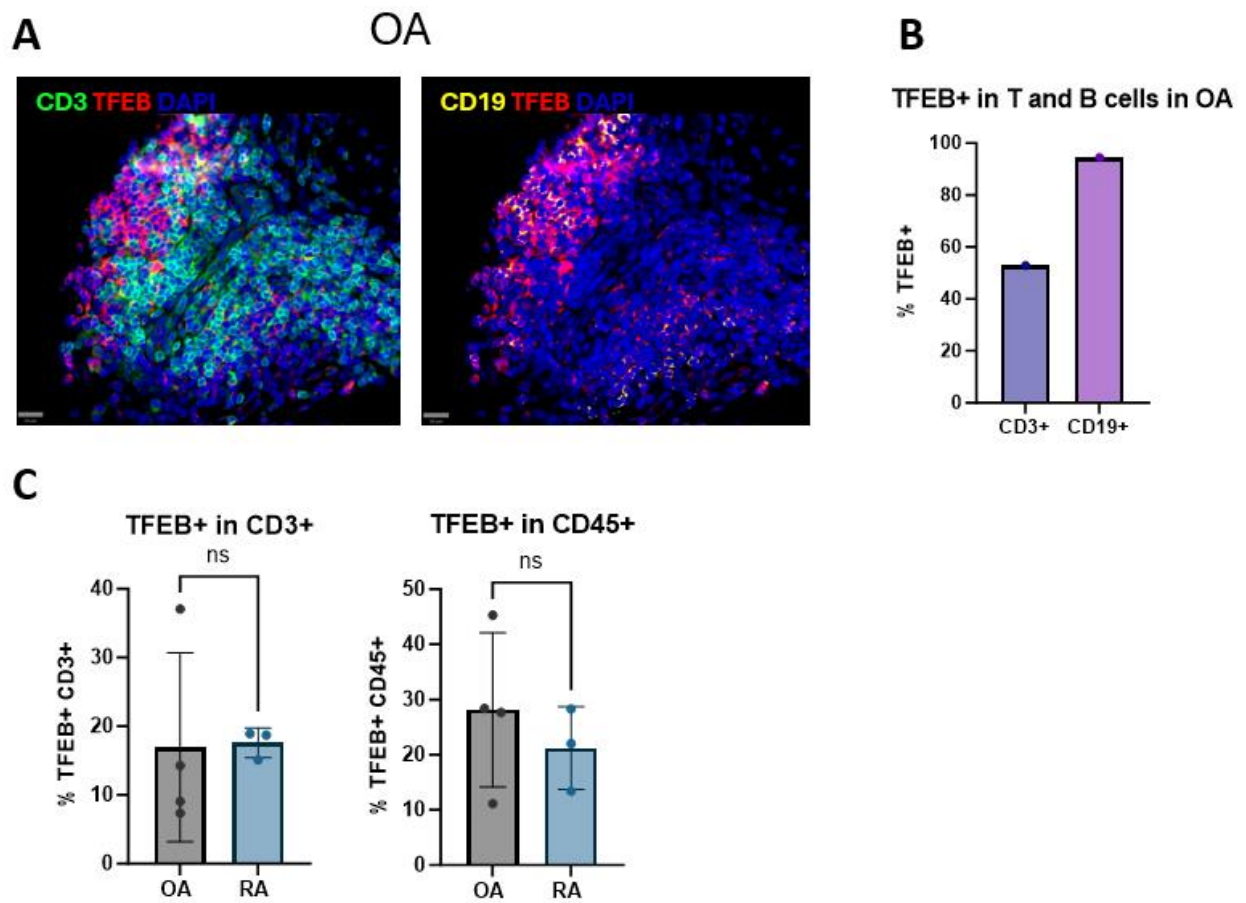 A
OA
B
CD3 TFEB DAPI
CD19 TFEB DAPI
TFEB+ in T and B cells in OA
% TFEB+
100
80
60
40
20
0
CD3+ CD19+
C
TFEB+ in CD3+
ns
% TFEB+ CD3+
40
30
20
10
0
OA RA
TFEB+ in CD45+
ns
% TFEB+ CD45+
50
40
30
20
10
0
OA RA